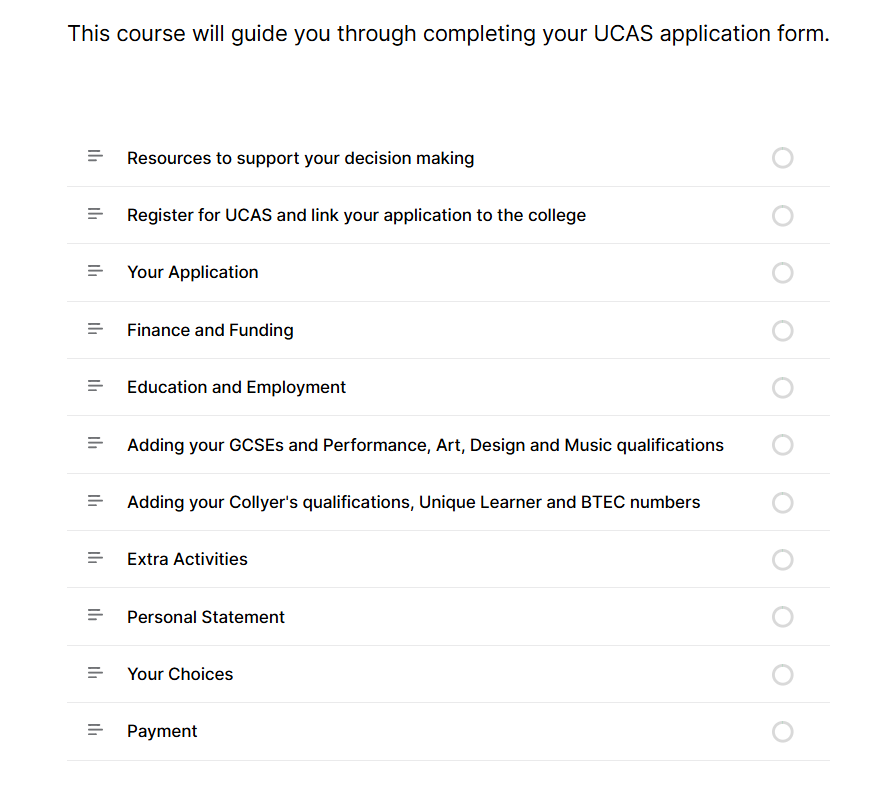 This course will guide you through completing your UCAS application form.
Resources to support your decision making
Register for UCAS and link your application to the college
Your Application
Finance and Funding
Education and Employment
Adding your GCSEs and Performance, Art, Design and Music qualifications
Adding your Collyer's qualifications, Unique Learner and BTEC numbers
Extra Activities
Personal Statement
Your Choices
Payment